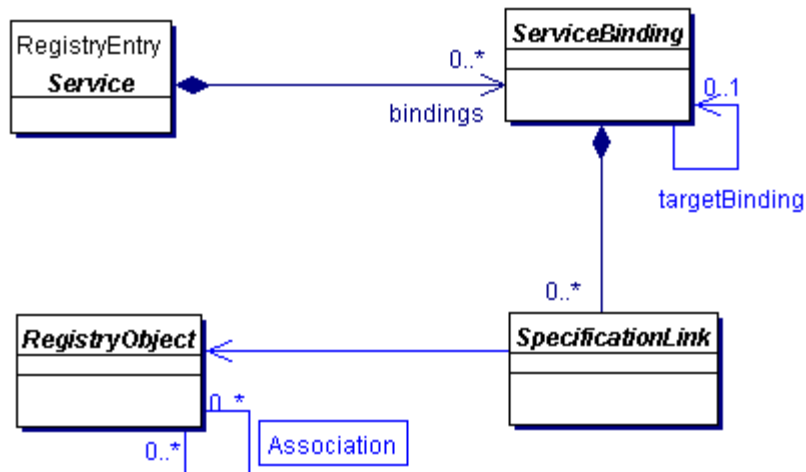 RegistryEntry
Service
0..*
bindings
ServiceBinding
0..1
targetBinding
0..*
RegistryObject
SpecificationLink
0..*
0..*
Association